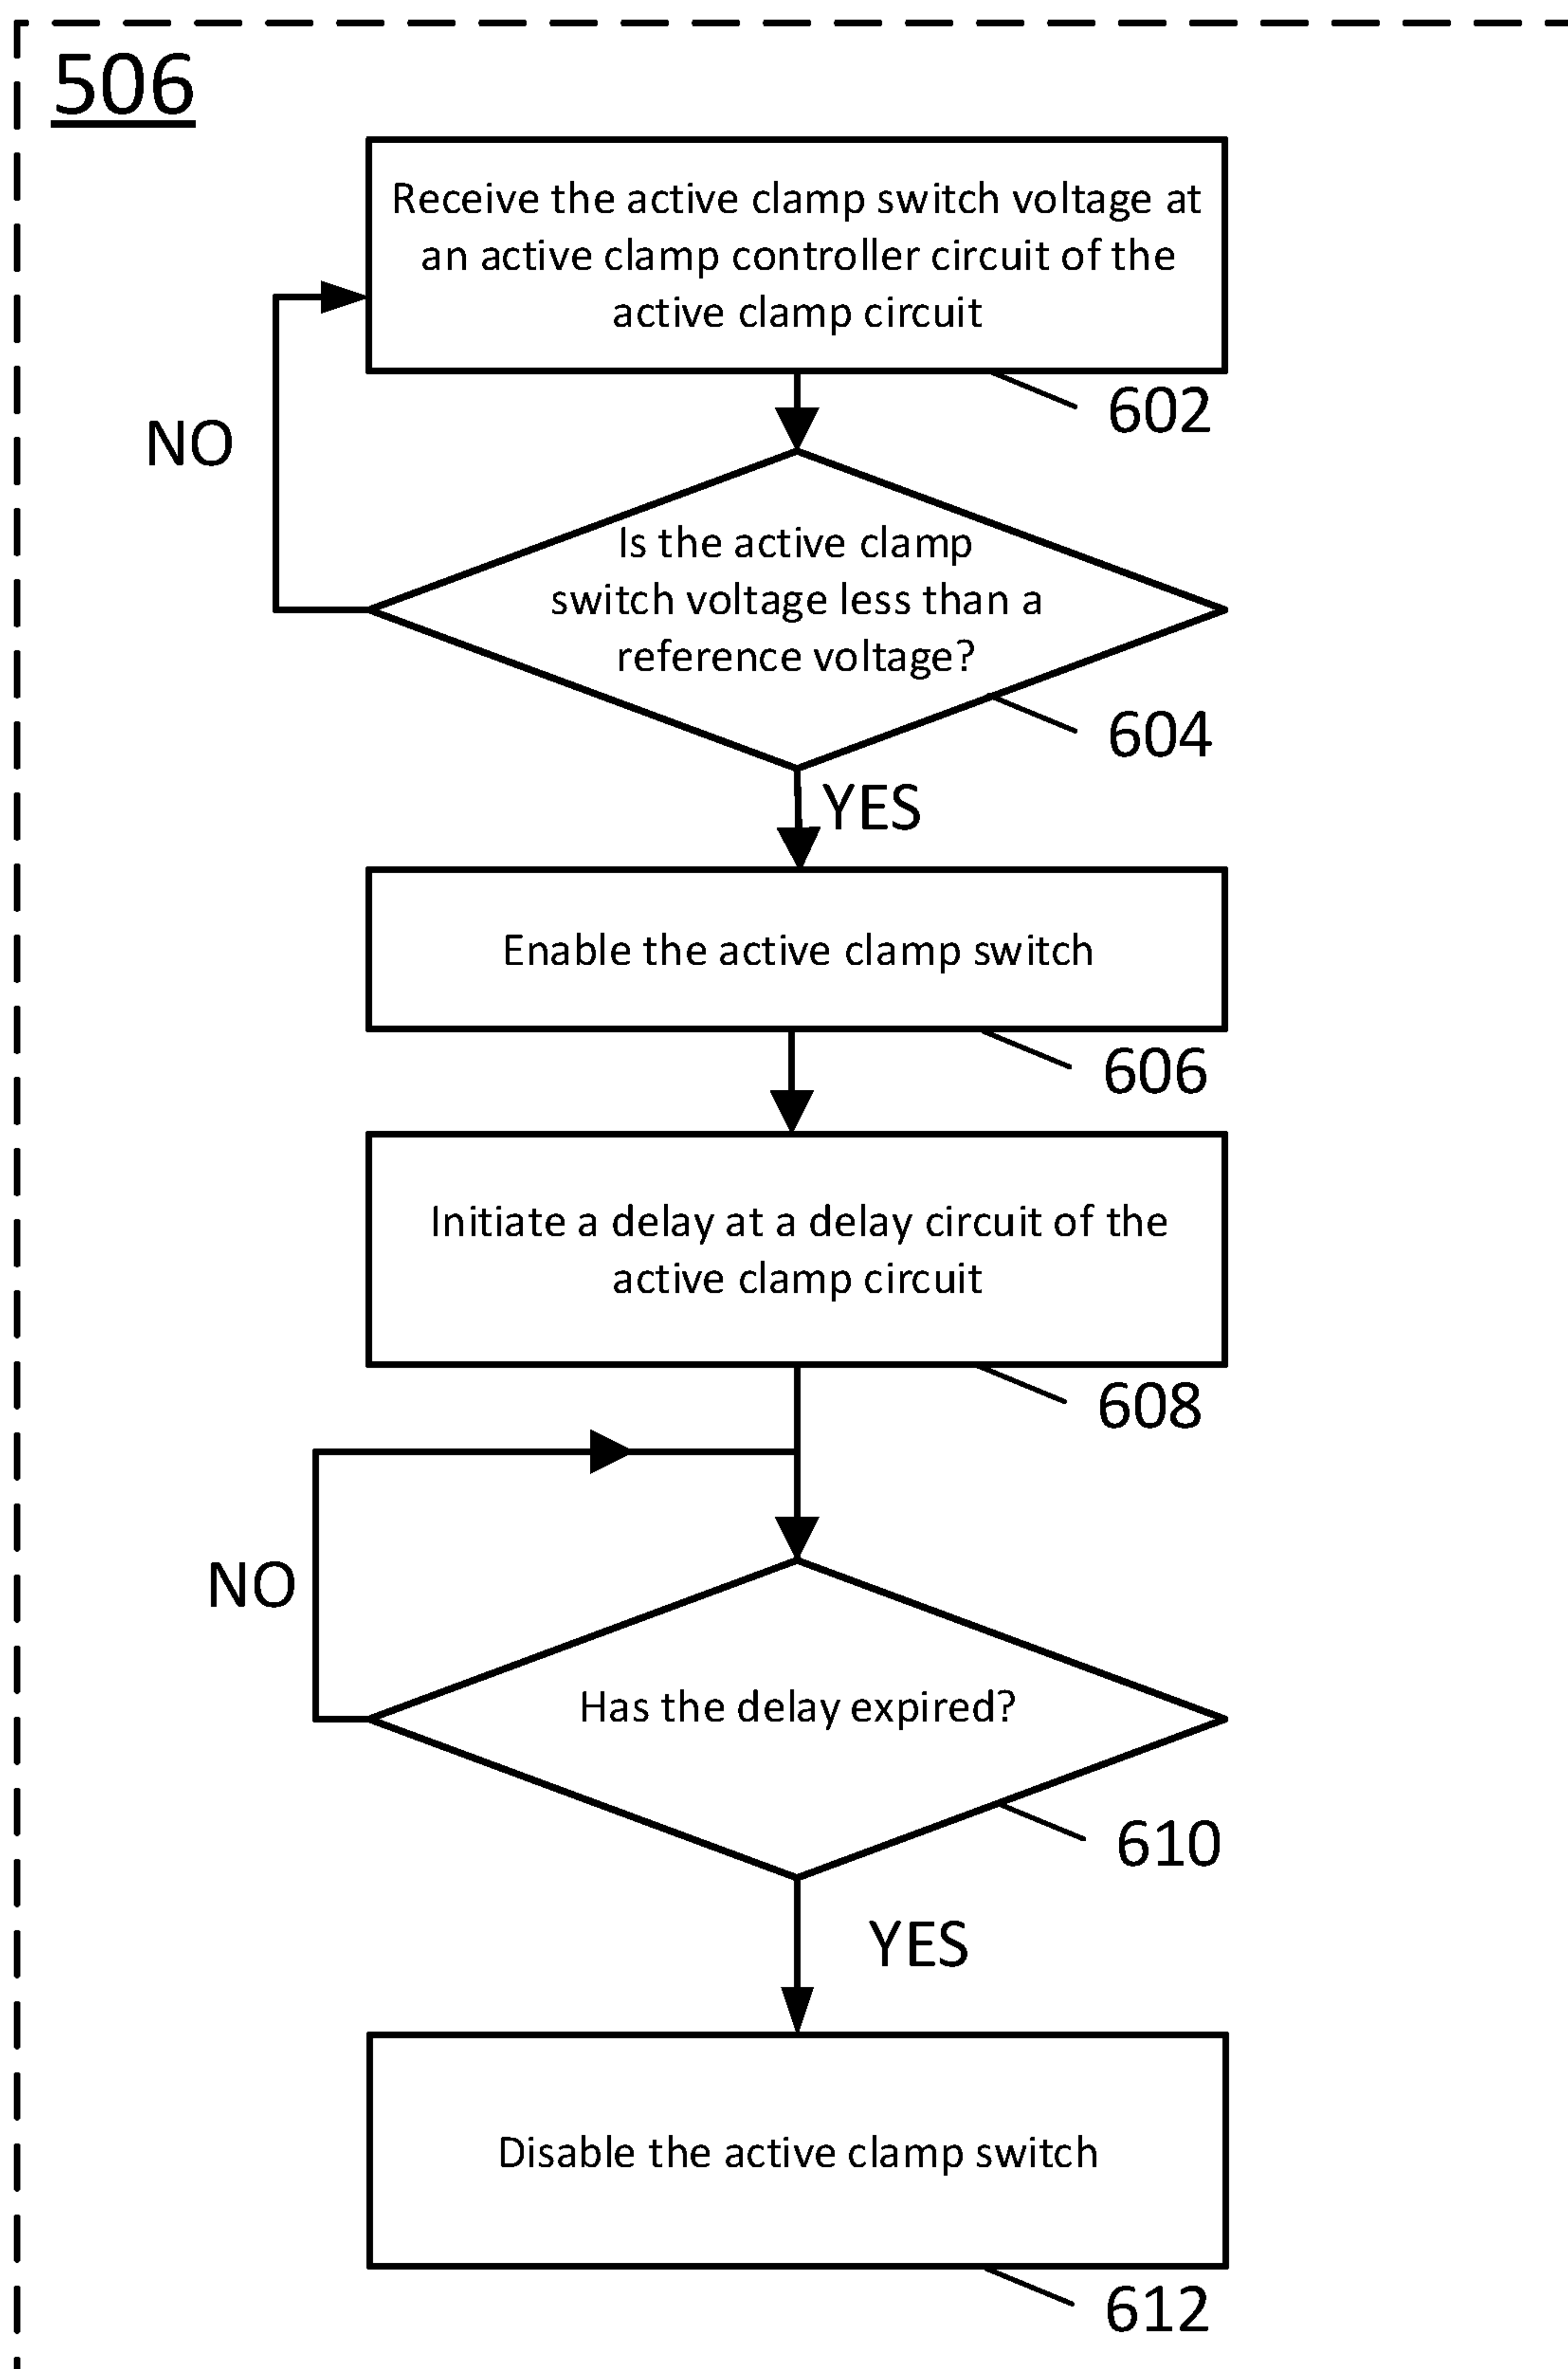 506
Receive the active clamp switch voltage at
an active clamp controller circuit of the
active clamp circuit
602
NO
Is the active clamp
switch voltage less than a
reference voltage?
604
YES
Enable the active clamp switch
606
Initiate a delay at a delay circuit of the
active clamp circuit
608
NO
Has the delay expired?
610
YES
Disable the active clamp switch
612